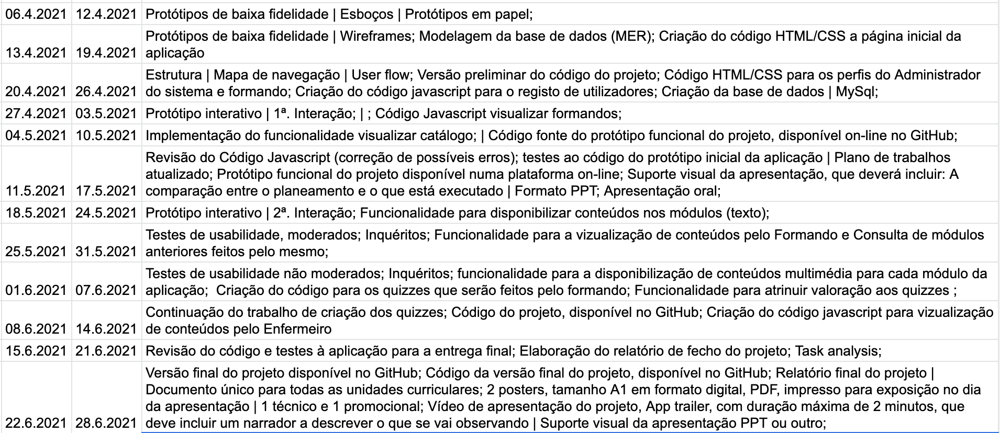 06.4.2021 12.4.2021 Protótipos de baixa fidelidade | Esboços | Protótipos em papel;
Protótipos de baixa fidelidade | Wireframes; Modelagem da base de dados (MER); Criação do código HTML/CSS a página inicial da
13.4.2021 19.4.2021 aplicação
Estrutura | Mapa de navegação | User flow; Versão preliminar do código do projeto; Código HTML/CSS para os perfis do Administrador
20.4.2021 26.4.2021 do sistema e formando; Criação do código javascript para o registo de utilizadores; Criação da base de dados | MySql;
27.4.2021 03.5.2021 Protótipo interativo | 1ª. Interação; | ; Código Javascript visualizar formandos;
04.5.2021 10.5.2021 Implementação do funcionalidade visualizar catálogo; | Código fonte do protótipo funcional do projeto, disponível on-line no GitHub;
Revisão do Código Javascript (correção de possíveis erros); testes ao código do protótipo inicial da aplicação | Plano de trabalhos
atualizado; Protótipo funcional do projeto disponível numa plataforma on-line; Suporte visual da apresentação, que deverá incluir: A
11.5.2021 17.5.2021 comparação entre o planeamento e o que está executado | Formato PPT; Apresentação oral;
18.5.2021 24.5.2021 Protótipo interativo | 2ª. Interação; Funcionalidade para disponibilizar conteúdos nos módulos (texto);
Testes de usabilidade, moderados; Inquéritos; Funcionalidade para a vizualização de conteúdos pelo Formando e Consulta de módulos
25.5.2021 31.5.2021 anteriores feitos pelo mesmo;
Testes de usabilidade não moderados; Inquéritos; funcionalidade para a disponibilização de conteúdos multimédia para cada módulo da
01.6.2021 07.6.2021 aplicação;  Criação do código para os quizzes que serão feitos pelo formando; Funcionalidade para atrinuir valoração aos quizzes ;
Continuação do trabalho de criação dos quizzes; Código do projeto, disponível no GitHub; Criação do código javascript para vizualização
08.6.2021 14.6.2021 de conteúdos pelo Enfermeiro
15.6.2021 21.6.2021 Revisão do código e testes à aplicação para a entrega final; Elaboração do relatório de fecho do projeto; Task analysis;
Versão final do projeto disponível no GitHub; Código da versão final do projeto, disponível no GitHub; Relatório final do projeto |
Documento único para todas as unidades curriculares; 2 posters, tamanho A1 em formato digital, PDF, impresso para exposição no dia
da apresentação | 1 técnico e 1 promocional; Vídeo de apresentação do projeto, App trailer, com duração máxima de 2 minutos, que
22.6.2021 28.6.2021 deve incluir um narrador a descrever o que se vai observando | Suporte visual da apresentação PPT ou outro;